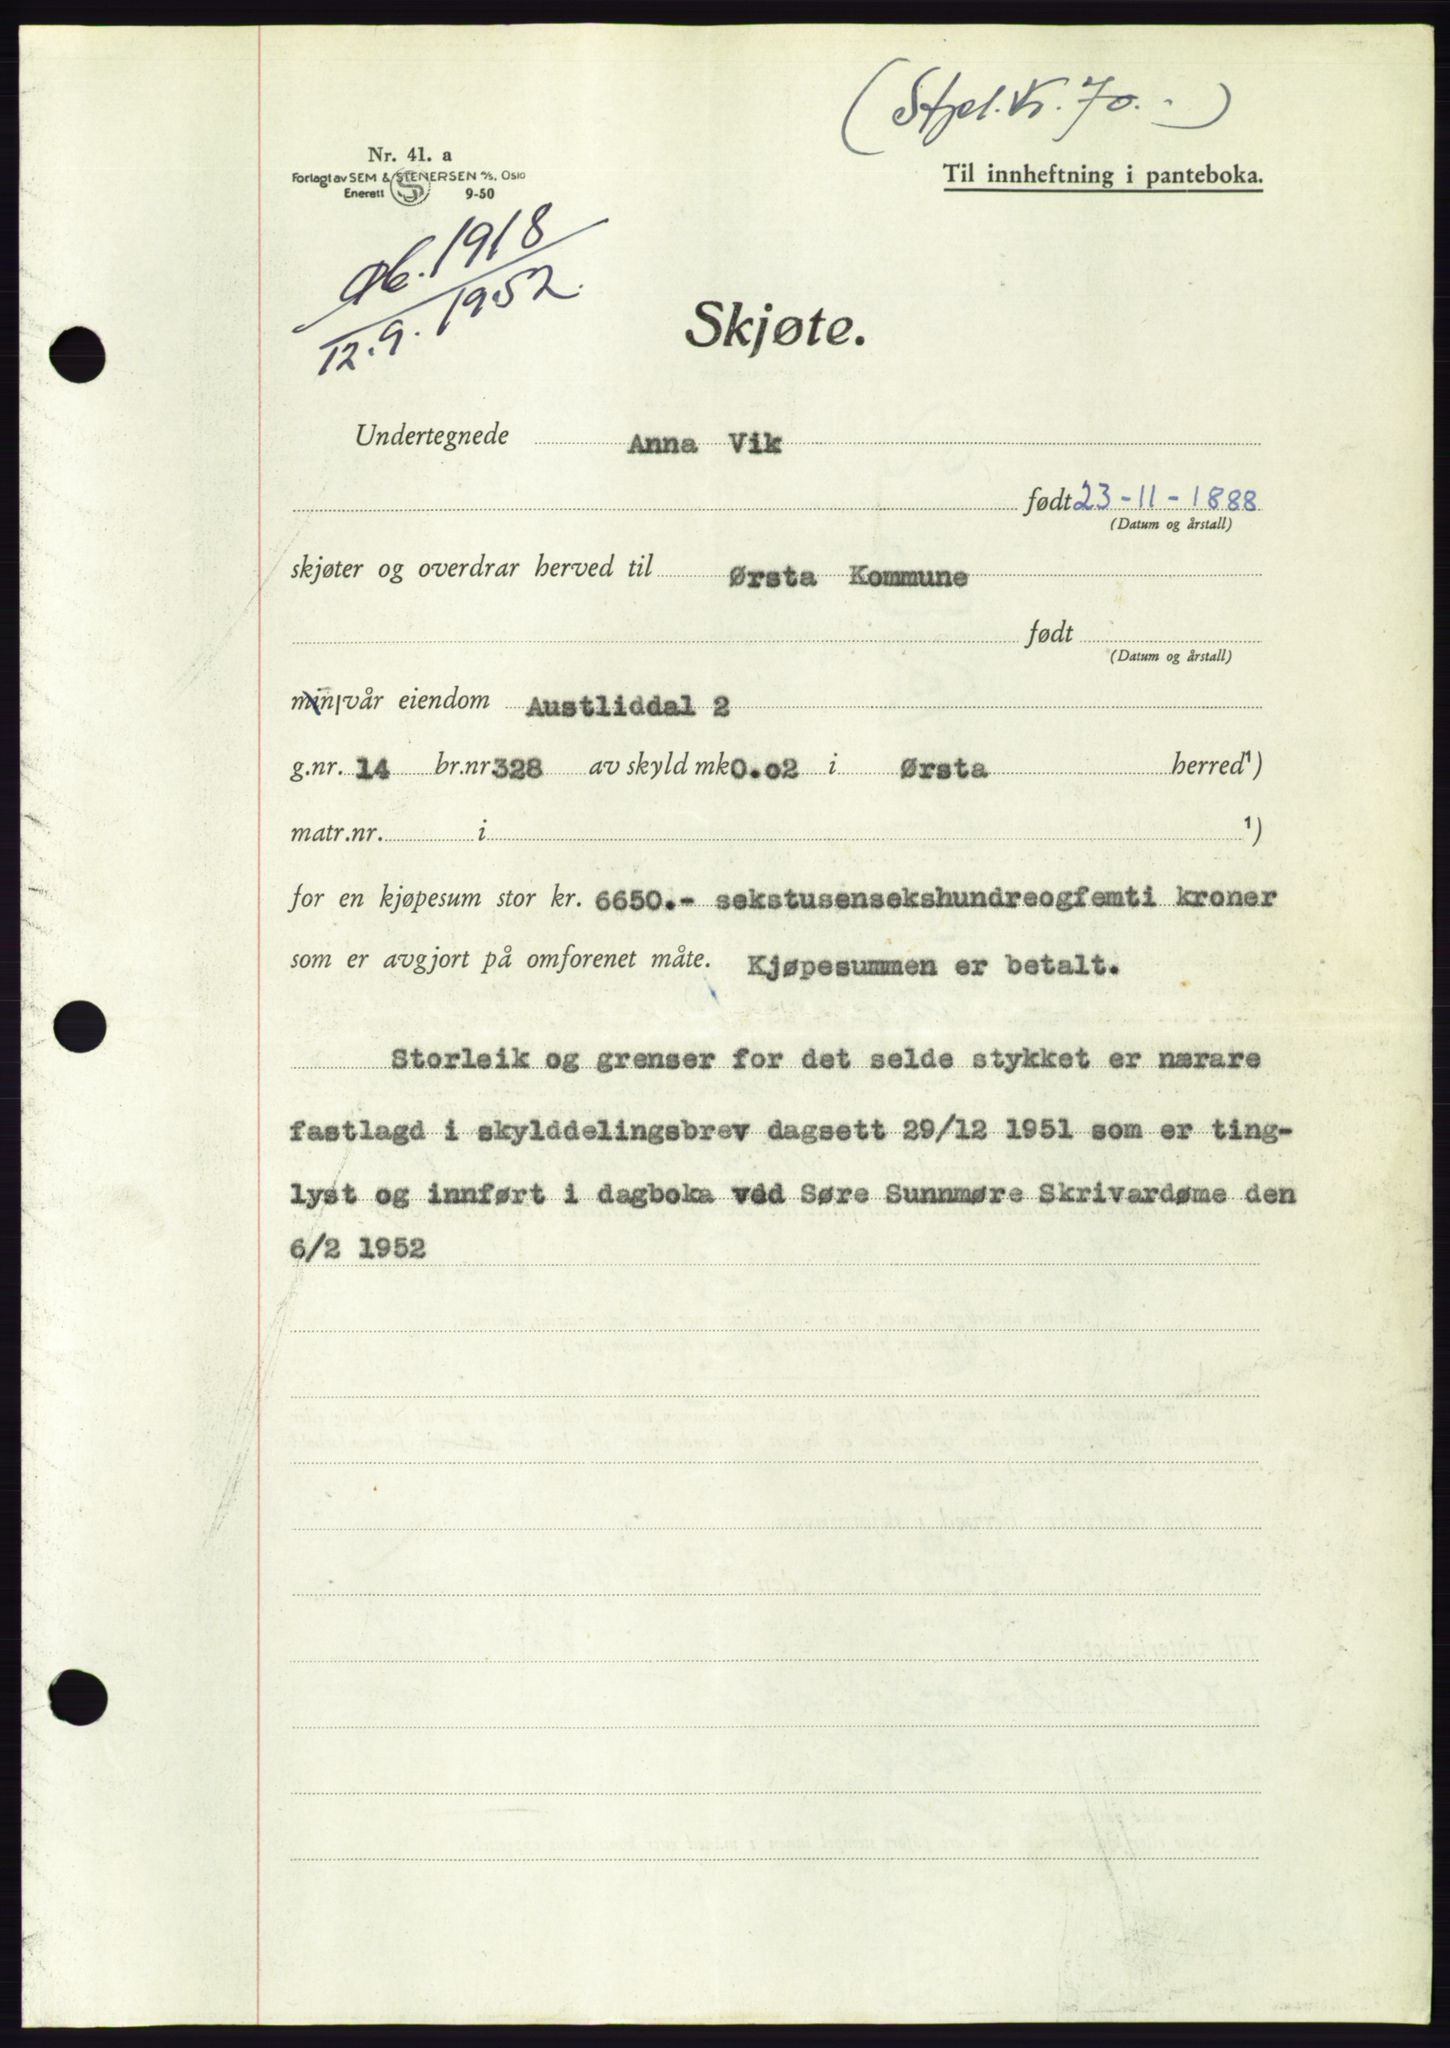 (Stpl. Kr. 70.-)
Nr. 41. a
Forlagt av SEM & STENERSEN A/S, Oslo
Enerett 9-50
Til innheftning i panteboka.
Db. 1918
12.9.1952.
Skjøte.
Undertegnede Anna Vik
født 23-11-1888
(Datum og årstall)
skjøter og overdrar herved til Ørsta Kommune
født
(Datum og årstall)
min/vår eiendom Austliddal 2
g.nr. 14 br.nr 328 av skyld mk 0.02 i Ørsta herred ¹)
matr.nr. i ¹)
for en kjøpesum stor kr. 6650.- sekstusensekshundreogfemti kroner
som er avgjort på omforenet måte. Kjøpesummen er betalt.
Storleik og grenser for det selde stykket er nærare
fastlagd i skylddelingsbrev dagsett 29/12 1951 som er ting-
lyst og innført i dagboka ved Søre Sunnmøre Skrivardøme den
6/2 1952